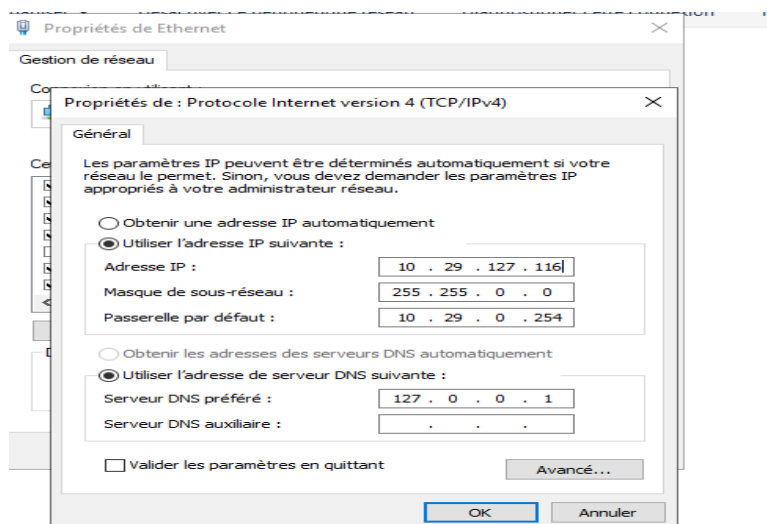 Propriétés de Ethernet
Gestion de réseau
Propriétés de : Protocole Internet version 4 (TCP/IPv4)
Général
Les paramètres IP peuvent être déterminés automatiquement si votre
réseau le permet. Sinon, vous devez demander les paramètres IP
appropriés à votre administrateur réseau.
Obtenir une adresse IP automatiquement
Utiliser l'adresse IP suivante :
Adresse IP : 10 . 29 . 127 . 116
Masque de sous-réseau : 255 . 255 . 0 . 0
Passerelle par défaut : 10 . 29 . 0 . 254
Obtenir les adresses des serveurs DNS automatiquement
Utiliser l'adresse de serveur DNS suivante :
Serveur DNS préféré : 127 . 0 . 0 . 1
Serveur DNS auxiliaire : . . .
Valider les paramètres en quittant
Avancé...
OK Annuler